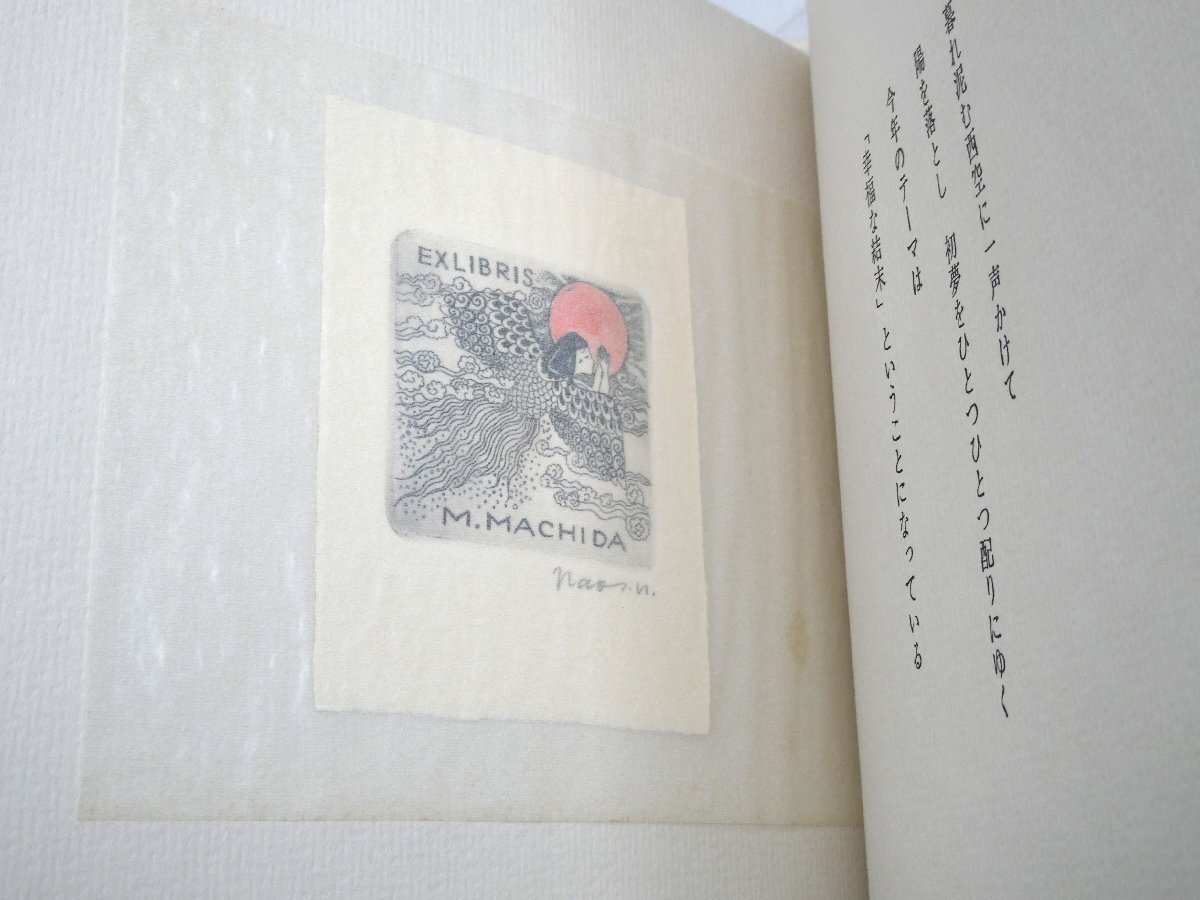 EXLIBRIS
M.MACHIDA
Nao s.n.
暮れ泥む西空に一声かけて
陽を落とし　初夢をひとつひとつ配りにゆく
今年のテーマは
「幸福な結末」ということになっている